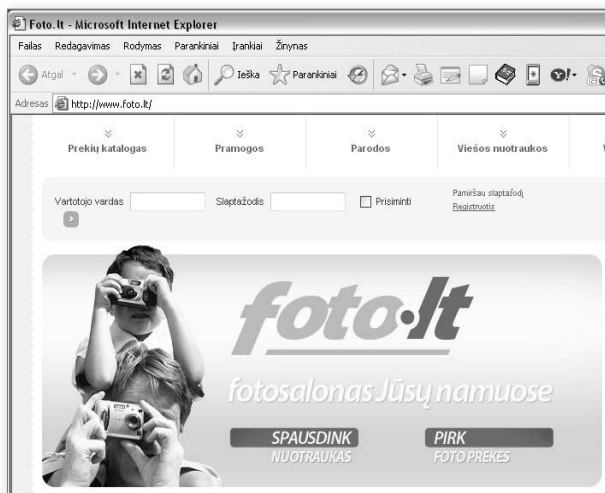 Foto.lt - Microsoft Internet Explorer
Failas Redagavimas Rodymas Parankiniai Įrankiai Žinynas
Atgal Ieška Parankiniai
Adresas http://www.foto.lt/
Prekių katalogas Pramogos Parodos Viešos nuotraukos
Vartotojo vardas Slaptažodis Prisiminti Pamiršau slaptažodį
Registruotis
foto.lt
fotosalonas Jūsų namuose
SPAUSDINK PIRK
NUOTRAUKAS FOTO PREKES